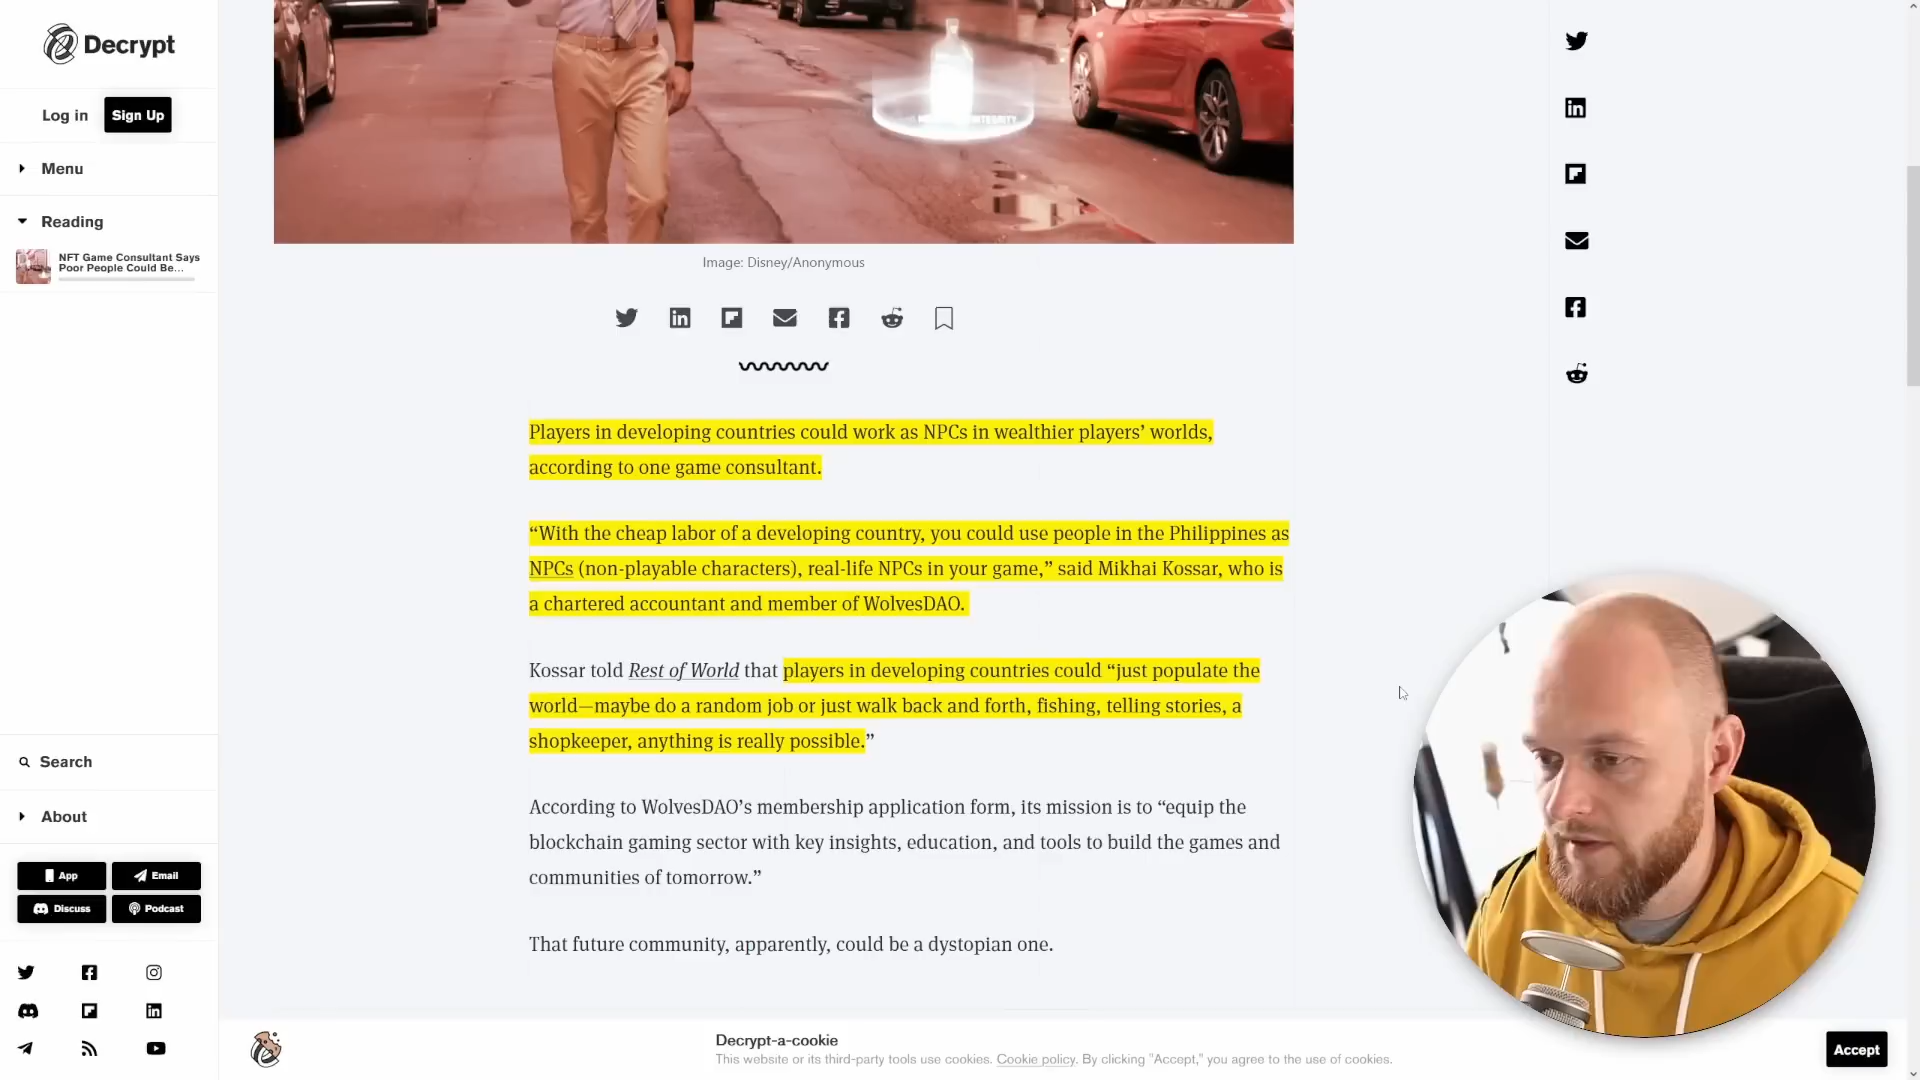 Decrypt
Log in
Sign Up
Menu
Reading
NFT Game Consultant Says
Poor People Could Be...
Image: Disney/Anonymous
Players in developing countries could work as NPCs in wealthier players’ worlds,
according to one game consultant.
“With the cheap labor of a developing country, you could use people in the Philippines as
NPCs (non-playable characters), real-life NPCs in your game,” said Mikhai Kossar, who is
a chartered accountant and member of WolvesDAO.
Kossar told Rest of World that players in developing countries could “just populate the
world—maybe do a random job or just walk back and forth, fishing, telling stories, a
shopkeeper, anything is really possible.”
According to WolvesDAO’s membership application form, its mission is to “equip the
blockchain gaming sector with key insights, education, and tools to build the games and
communities of tomorrow.”
That future community, apparently, could be a dystopian one.
Search
About
App
Email
Discuss
Podcast
Decrypt-a-cookie
This website or its third-party tools use cookies. Cookie policy. By clicking "Accept," you agree to the use of cookies.
Accept